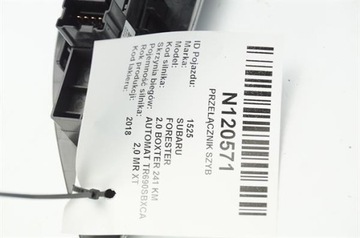 N120571
PRZEŁĄCZNIK SZYB
ID Pojazdu: 1525
Marka: SUBARU
Model: FORESTER
Kod silnika: 2.0 BOXTER 241 KM
Skrzynia biegów: AUTOMAT TR690SBXCA
Pojemność silnika: 2,0 MR XT
Rok produkcji: 2018
Kod lakieru: